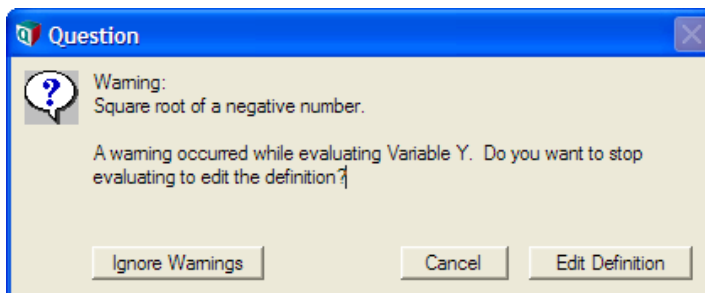 Question
Warning:
Square root of a negative number.
A warning occurred while evaluating Variable Y. Do you want to stop
evaluating to edit the definition?
Ignore Warnings Cancel Edit Definition